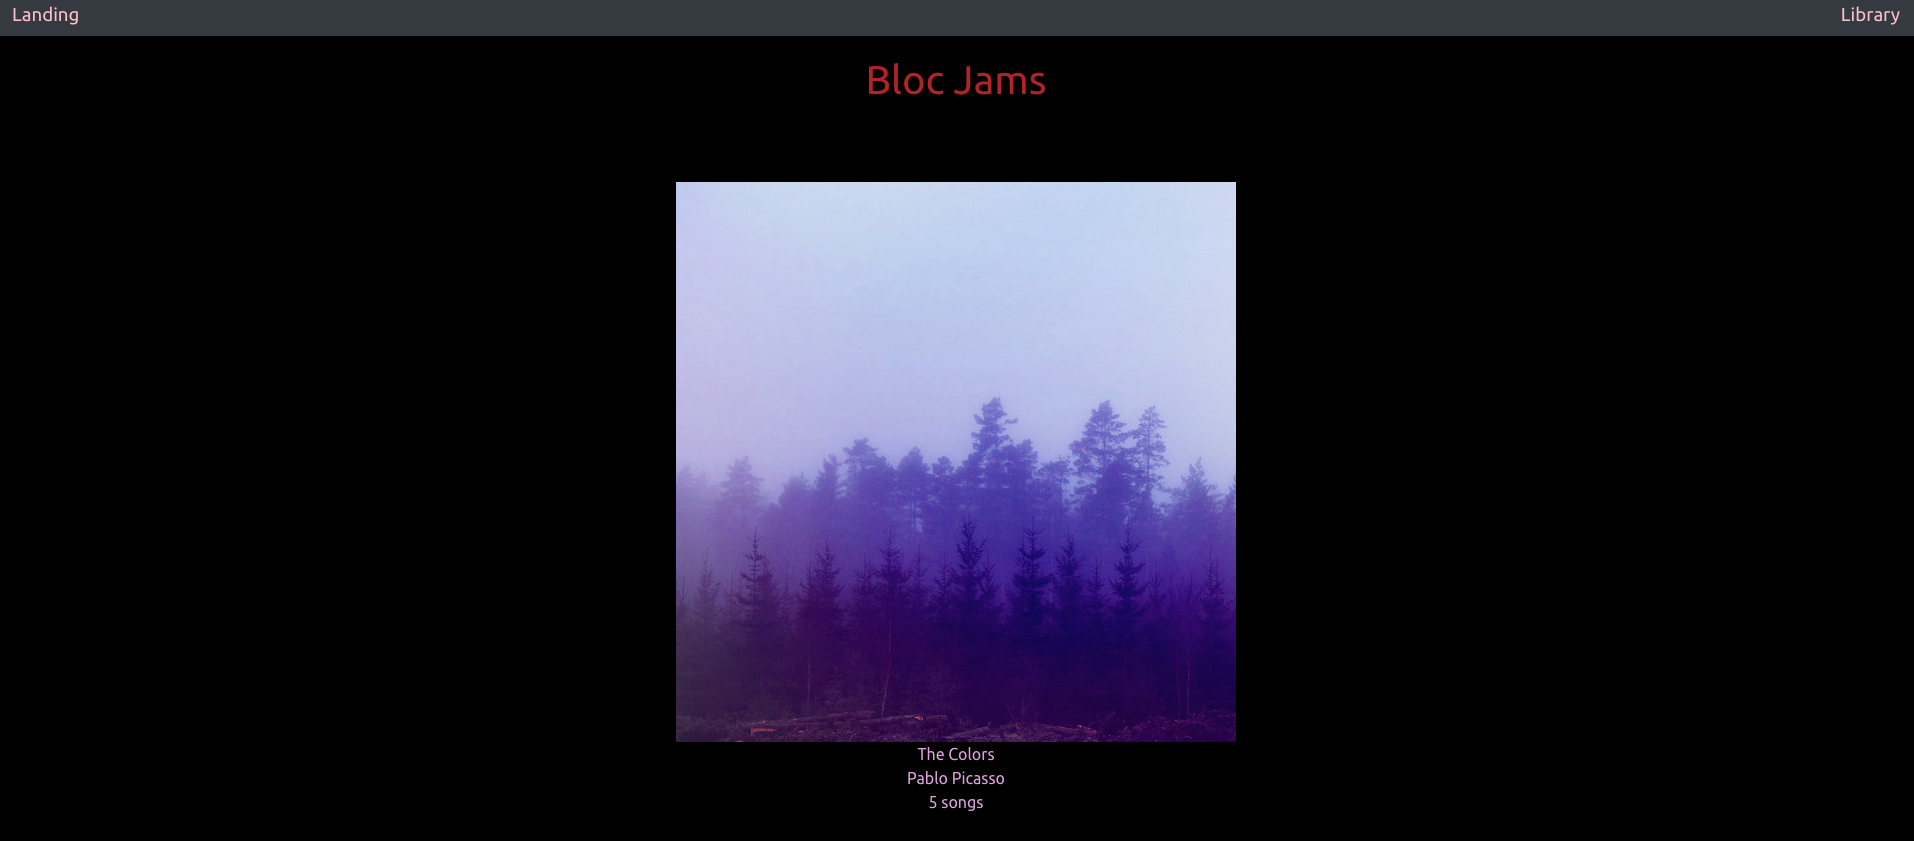 Landing
Library
Bloc Jams
The Colors
Pablo Picasso
5 songs